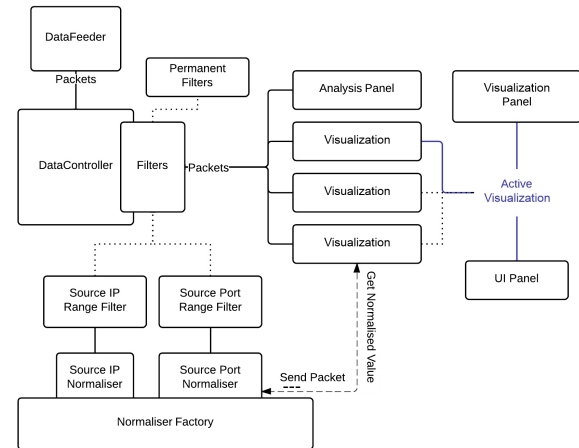 DataFeeder
Packets
Permanent
Filters
DataController
Filters
Packets
Analysis Panel
Visualization
Visualization
Visualization
Visualization
Panel
Active
Visualization
UI Panel
Source IP
Range Filter
Source Port
Range Filter
Get Normalised Value
Send Packet
Source IP
Normaliser
Source Port
Normaliser
Normaliser Factory